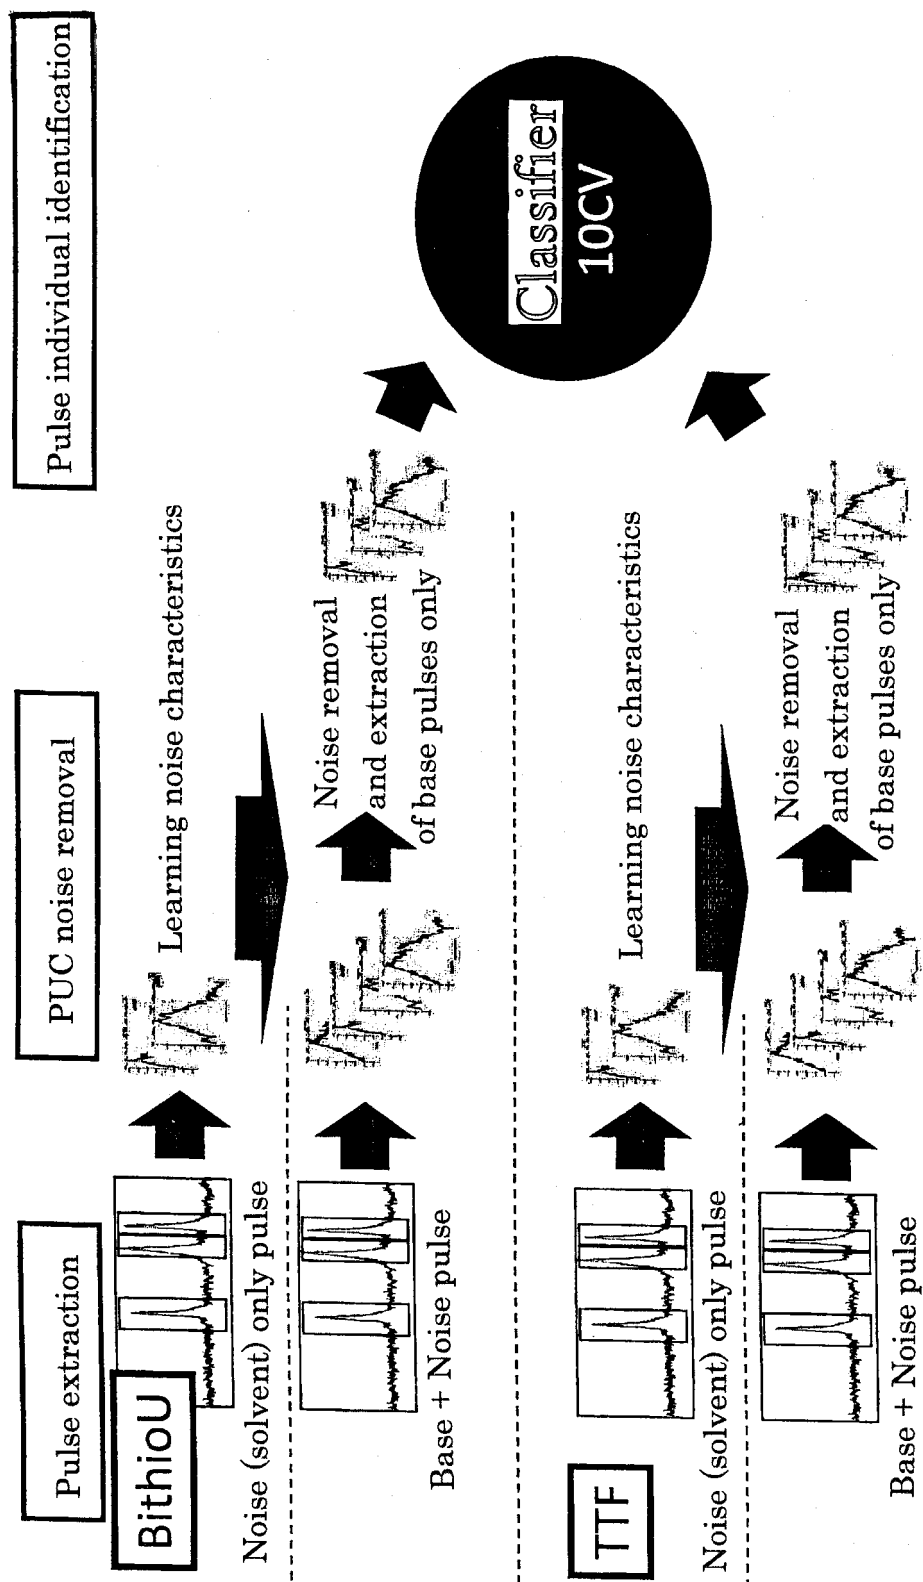 Pulse extraction
PUC noise removal
Pulse individual identification
BithioU
Noise (solvent) only pulse
Learning noise characteristics
Base + Noise pulse
Noise removal
and extraction
of base pulses only
Classifier
10CV
TTF
Noise (solvent) only pulse
Learning noise characteristics
Base + Noise pulse
Noise removal
and extraction
of base pulses only